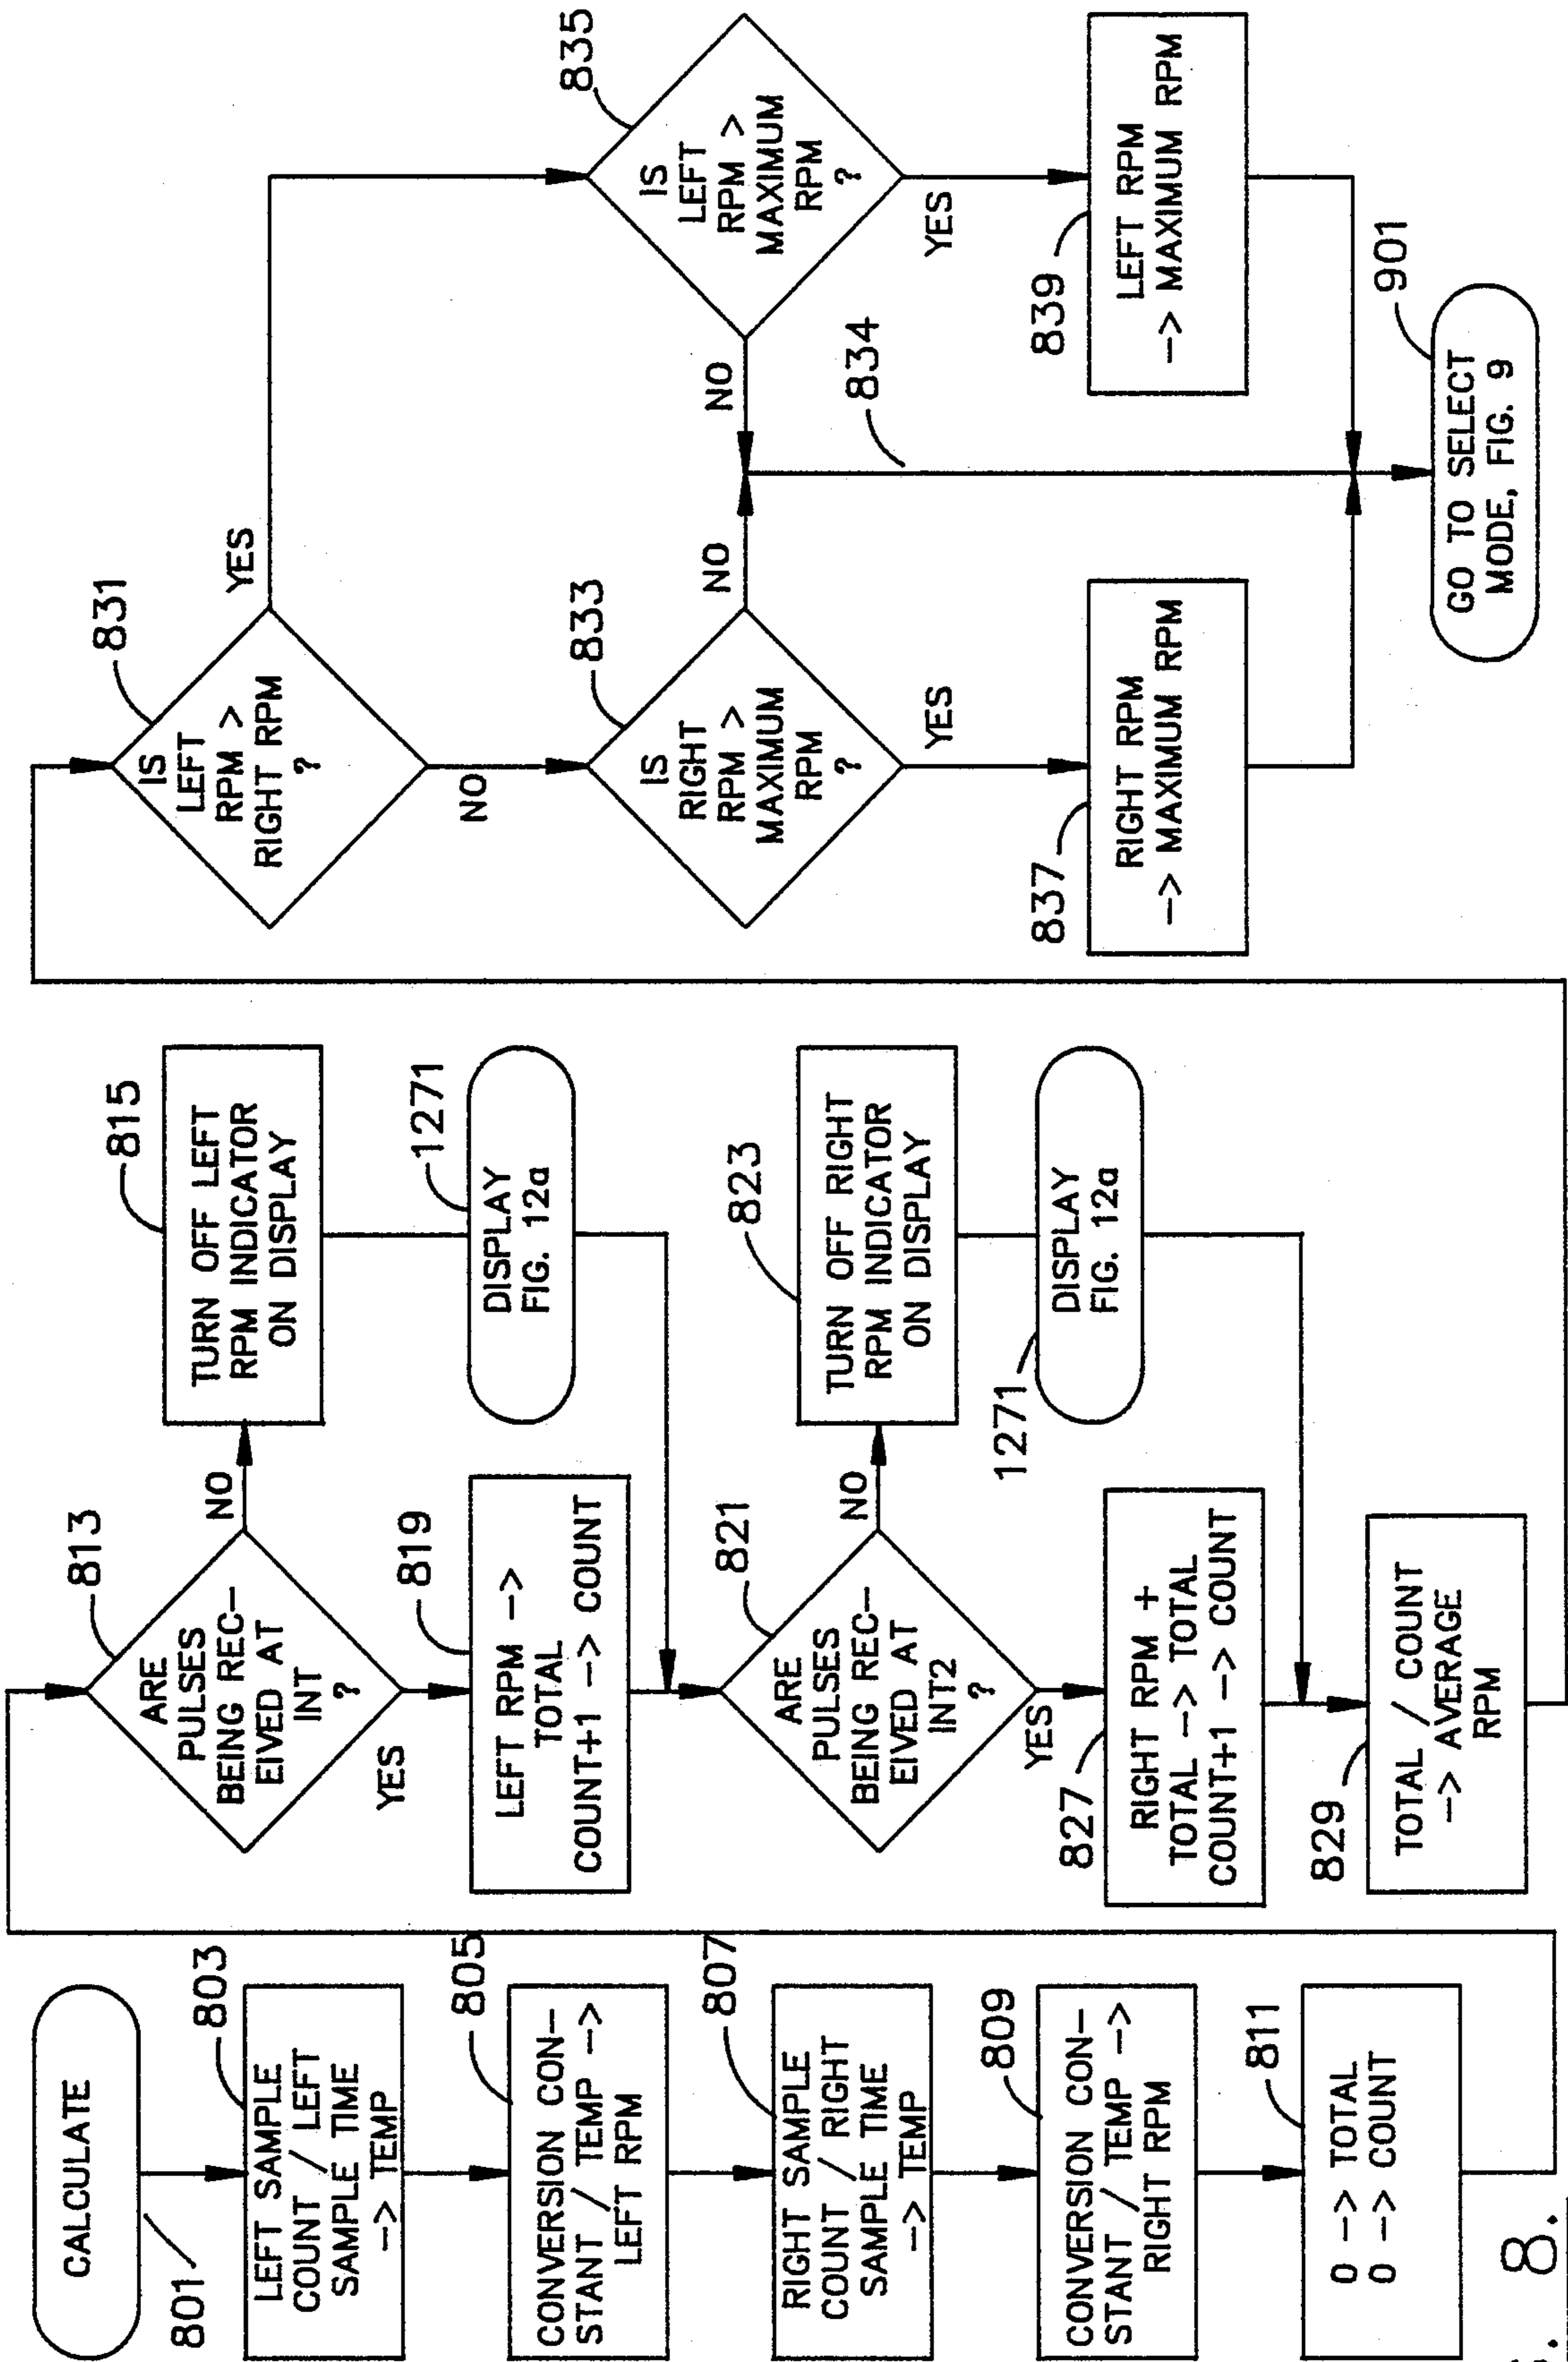 CALCULATE
801
LEFT SAMPLE
COUNT / LEFT
SAMPLE TIME
—> TEMP
803
CONVERSION CON—
STANT / TEMP —>
LEFT RPM
805
RIGHT SAMPLE
COUNT / RIGHT
SAMPLE TIME
—> TEMP
807
CONVERSION CON—
STANT / TEMP —>
RIGHT RPM
809
0 —> TOTAL
0 —> COUNT
811
ARE
PULSES
BEING REC—
EIVED AT
INT
?
813
NO
YES
TURN OFF LEFT
RPM INDICATOR
ON DISPLAY
815
DISPLAY
FIG. 12a
1271
LEFT RPM —>
TOTAL
COUNT+1 —> COUNT
819
ARE
PULSES
BEING REC—
EIVED AT
INT2
?
821
NO
YES
TURN OFF RIGHT
RPM INDICATOR
ON DISPLAY
823
DISPLAY
FIG. 12a
1271
RIGHT RPM +
TOTAL —> TOTAL
COUNT+1 —> COUNT
827
TOTAL / COUNT
—> AVERAGE
RPM
829
IS
LEFT
RPM >
RIGHT RPM
?
831
YES
NO
IS
RIGHT
RPM >
MAXIMUM
RPM
?
833
NO
YES
IS
LEFT
RPM >
MAXIMUM
RPM
?
835
NO
YES
834
RIGHT RPM
—> MAXIMUM RPM
837
LEFT RPM
—> MAXIMUM RPM
839
GO TO SELECT
MODE, FIG. 9
901
8.